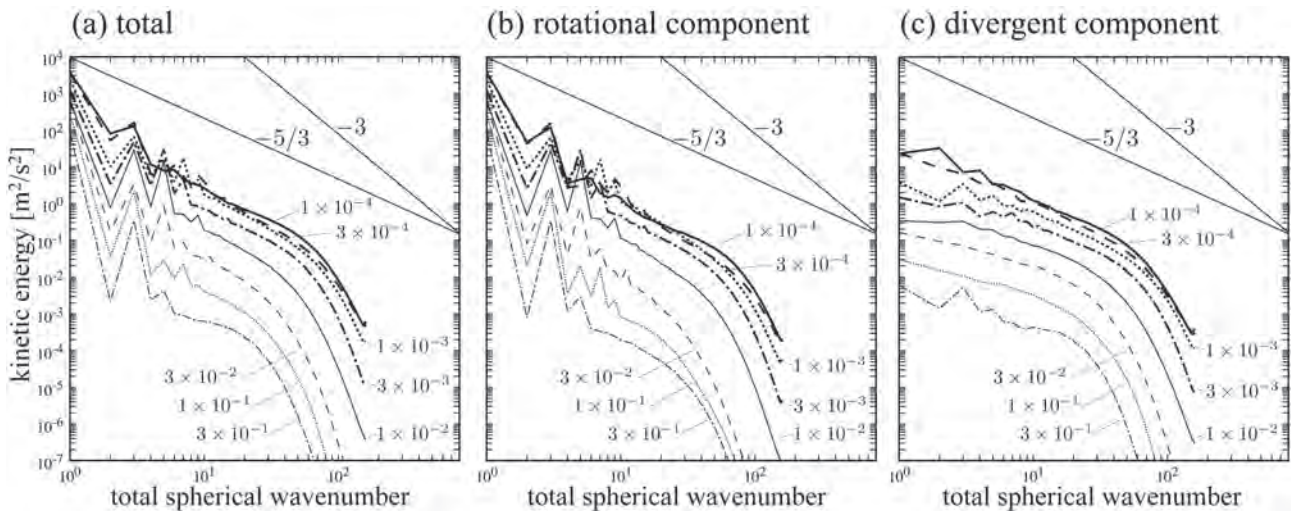 (a) total
(b) rotational component
(c) divergent component
kinetic energy [m²/s²]
10⁴
10³
10²
10¹
10⁰
10⁻¹
10⁻²
10⁻³
10⁻⁴
10⁻⁵
10⁻⁶
10⁻⁷
−5/3
−3
1 × 10⁻⁴
3 × 10⁻⁴
1 × 10⁻³
3 × 10⁻³
1 × 10⁻²
3 × 10⁻²
1 × 10⁻¹
3 × 10⁻¹
10⁰ 10¹ 10²
total spherical wavenumber
−5/3
−3
1 × 10⁻⁴
3 × 10⁻⁴
1 × 10⁻³
3 × 10⁻³
1 × 10⁻²
3 × 10⁻²
1 × 10⁻¹
3 × 10⁻¹
10⁰ 10¹ 10²
total spherical wavenumber
−5/3
−3
1 × 10⁻⁴
3 × 10⁻⁴
1 × 10⁻³
3 × 10⁻³
1 × 10⁻²
3 × 10⁻²
1 × 10⁻¹
3 × 10⁻¹
10⁰ 10¹ 10²
total spherical wavenumber